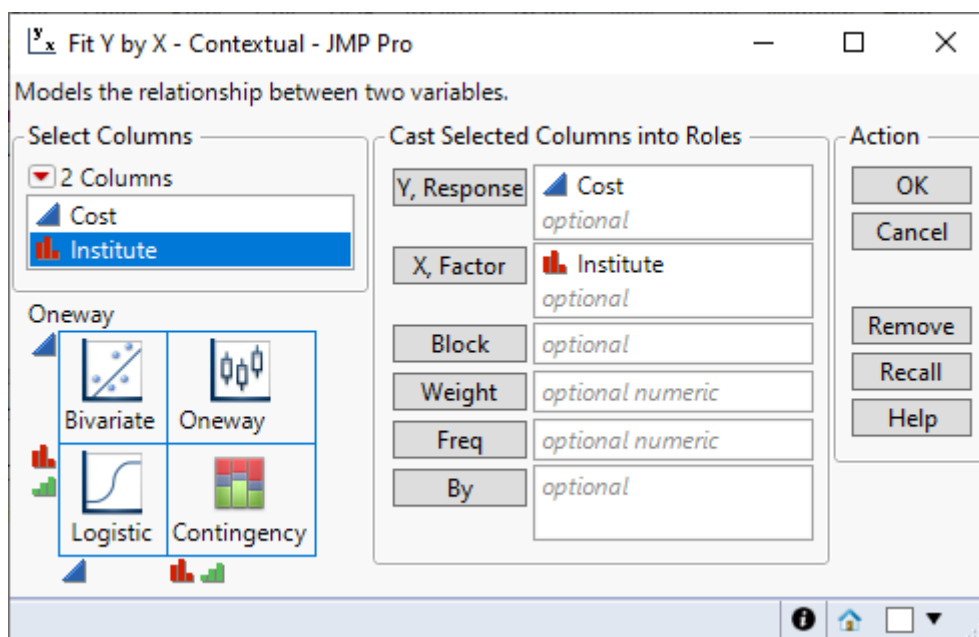 Fit Y by X - Contextual - JMP Pro
Models the relationship between two variables.
Select Columns
2 Columns
Cost
Institute
Oneway
Bivariate
Oneway
Logistic
Contingency
Cast Selected Columns into Roles
Y, Response
Cost
optional
X, Factor
Institute
optional
Block
optional
Weight
optional numeric
Freq
optional numeric
By
optional
Action
OK
Cancel
Remove
Recall
Help